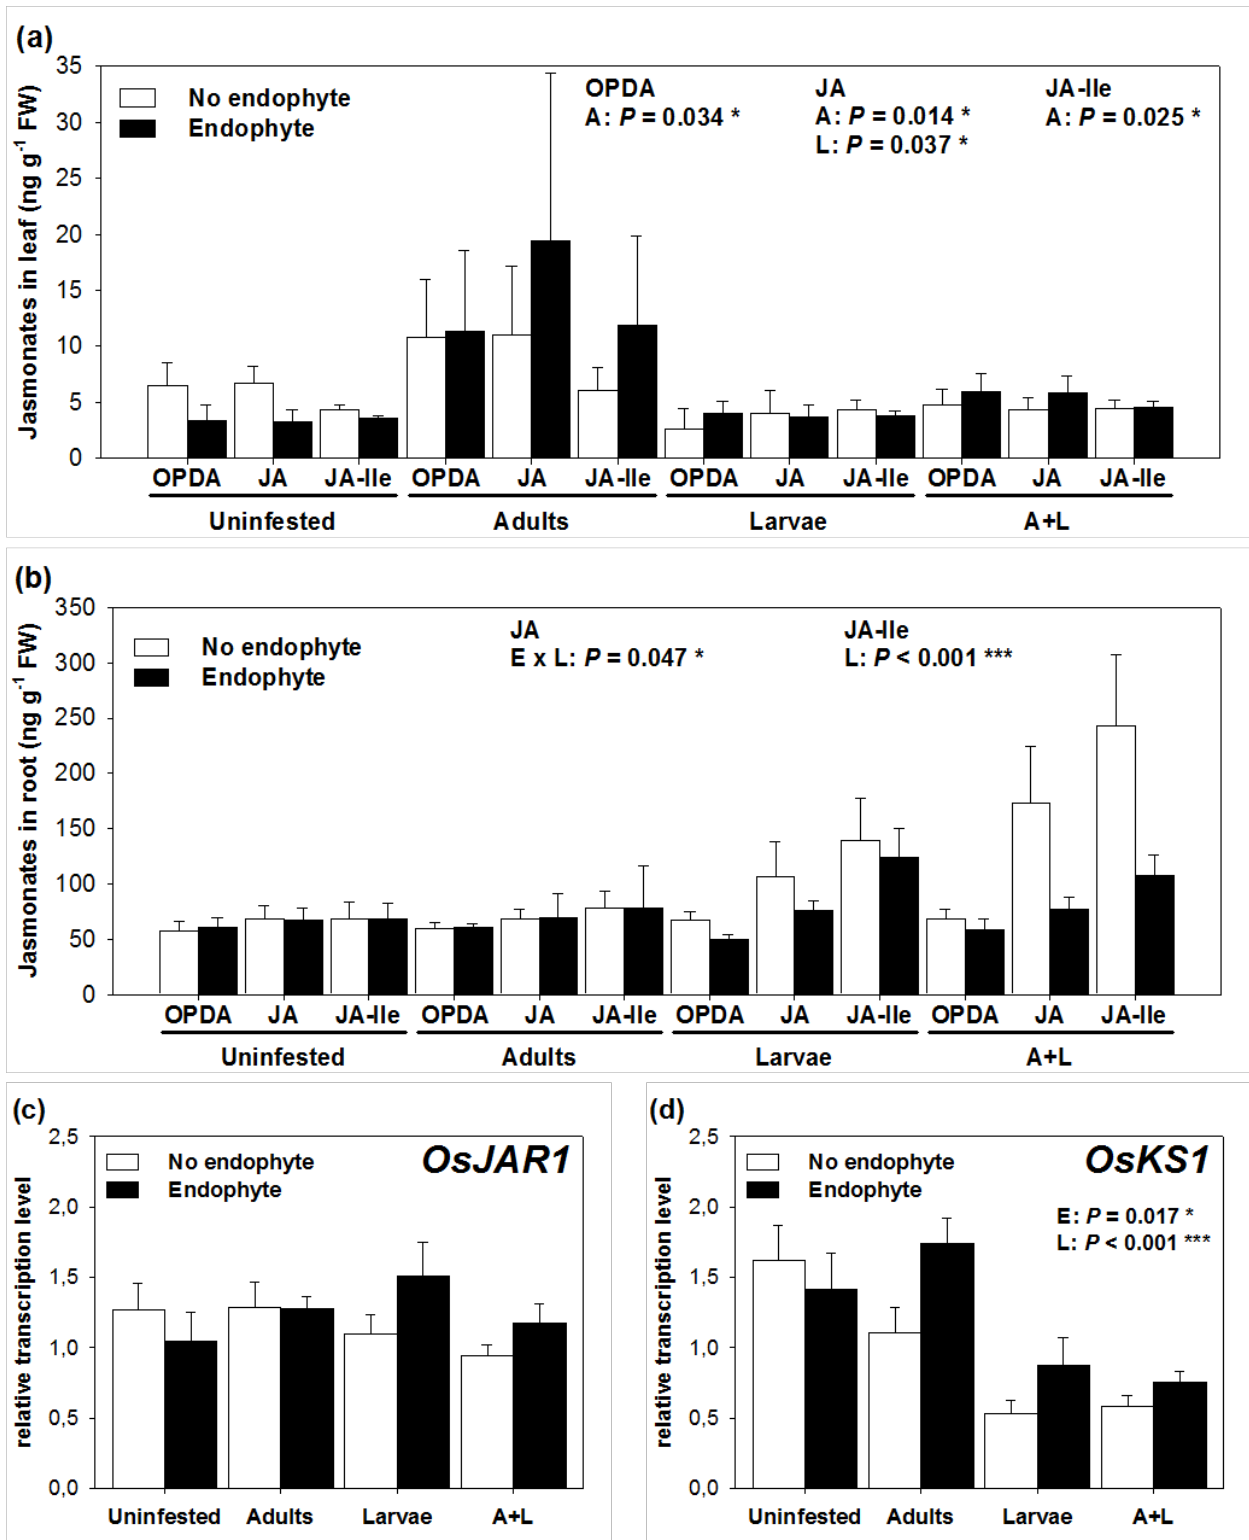 (a)
35
30
25
20
15
10
5
0
Jasmonates in leaf (ng g⁻¹ FW)
No endophyte
Endophyte
OPDA
A: P = 0.034 *
JA
A: P = 0.014 *
L: P = 0.037 *
JA-Ile
A: P = 0.025 *
OPDA JA JA-Ile OPDA JA JA-Ile OPDA JA JA-Ile OPDA JA JA-Ile
Uninfested Adults Larvae A+L
(b)
350
300
250
200
150
100
50
0
Jasmonates in root (ng g⁻¹ FW)
No endophyte
Endophyte
JA
E x L: P = 0.047 *
JA-Ile
L: P < 0.001 ***
OPDA JA JA-Ile OPDA JA JA-Ile OPDA JA JA-Ile OPDA JA JA-Ile
Uninfested Adults Larvae A+L
(c)
2,5
2,0
1,5
1,0
0,5
0,0
relative transcription level
No endophyte
Endophyte
OsJAR1
Uninfested Adults Larvae A+L
(d)
2,5
2,0
1,5
1,0
0,5
0,0
relative transcription level
No endophyte
Endophyte
OsKS1
E: P = 0.017 *
L: P < 0.001 ***
Uninfested Adults Larvae A+L